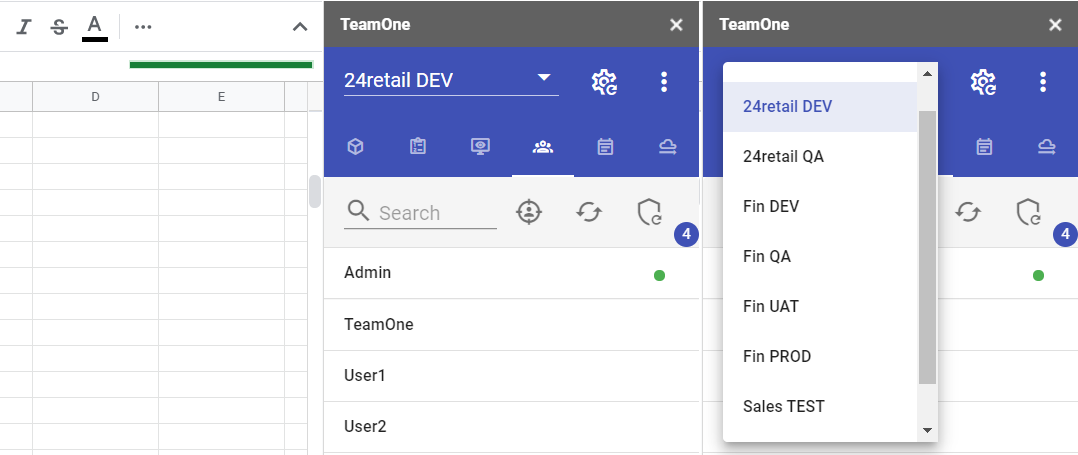 I S A ...
D E
TeamOne ×
24retail DEV
Search
4
Admin
TeamOne
User1
User2
TeamOne ×
24retail DEV
24retail QA
Fin DEV
Fin QA
Fin UAT
Fin PROD
Sales TEST
4